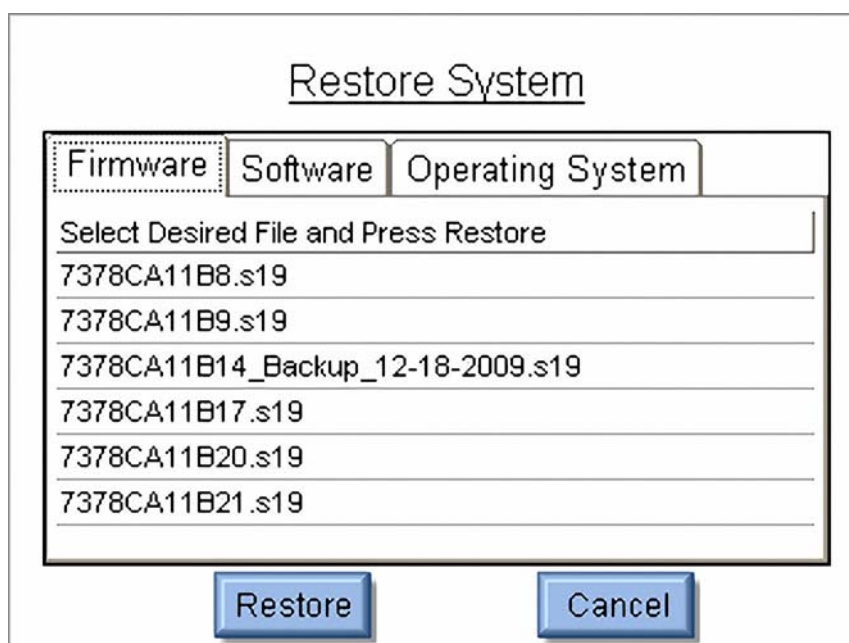 Restore System
Firmware Software Operating System
Select Desired File and Press Restore
7378CA11B8.s19
7378CA11B9.s19
7378CA11B14_Backup_12-18-2009.s19
7378CA11B17.s19
7378CA11B20.s19
7378CA11B21.s19
Restore Cancel